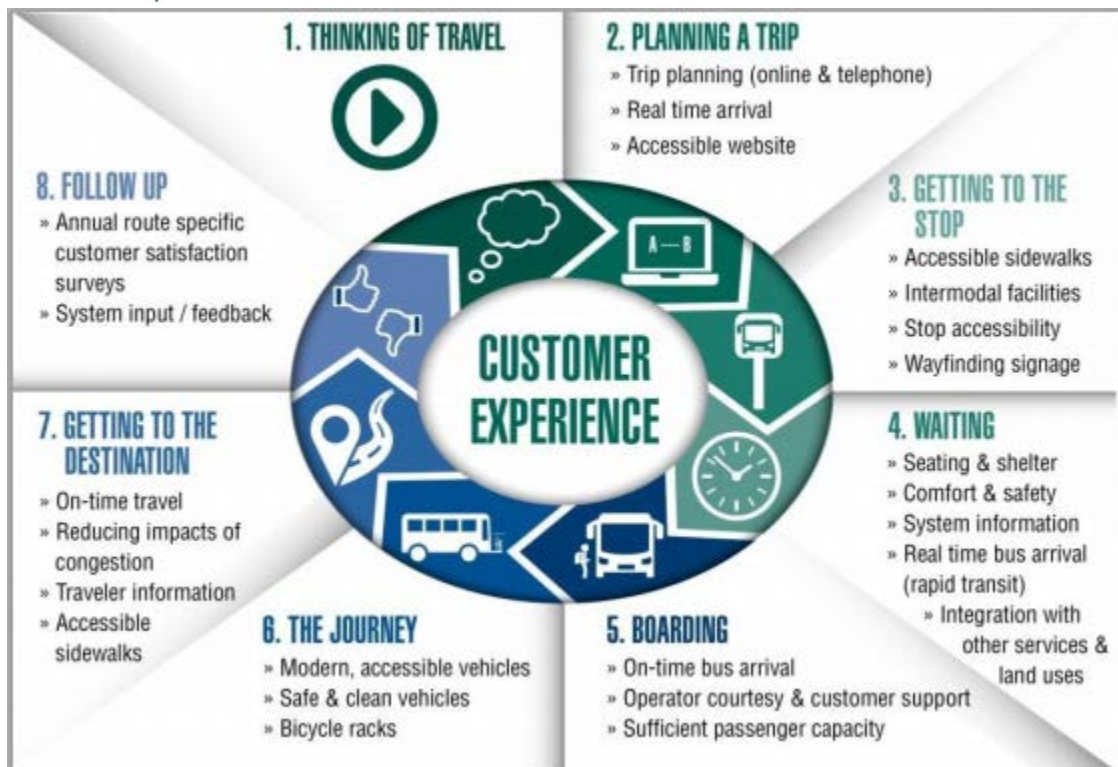 1. THINKING OF TRAVEL
2. PLANNING A TRIP
» Trip planning (online & telephone)
» Real time arrival
» Accessible website
3. GETTING TO THE
STOP
» Accessible sidewalks
» Intermodal facilities
» Stop accessibility
» Wayfinding signage
4. WAITING
» Seating & shelter
» Comfort & safety
» System information
» Real time bus arrival
(rapid transit)
» Integration with
other services &
land uses
5. BOARDING
» On-time bus arrival
» Operator courtesy & customer support
» Sufficient passenger capacity
6. THE JOURNEY
» Modern, accessible vehicles
» Safe & clean vehicles
» Bicycle racks
7. GETTING TO THE
DESTINATION
» On-time travel
» Reducing impacts of
congestion
» Traveler information
» Accessible
sidewalks
8. FOLLOW UP
» Annual route specific
customer satisfaction
surveys
» System input / feedback
A ---- B
CUSTOMER
EXPERIENCE